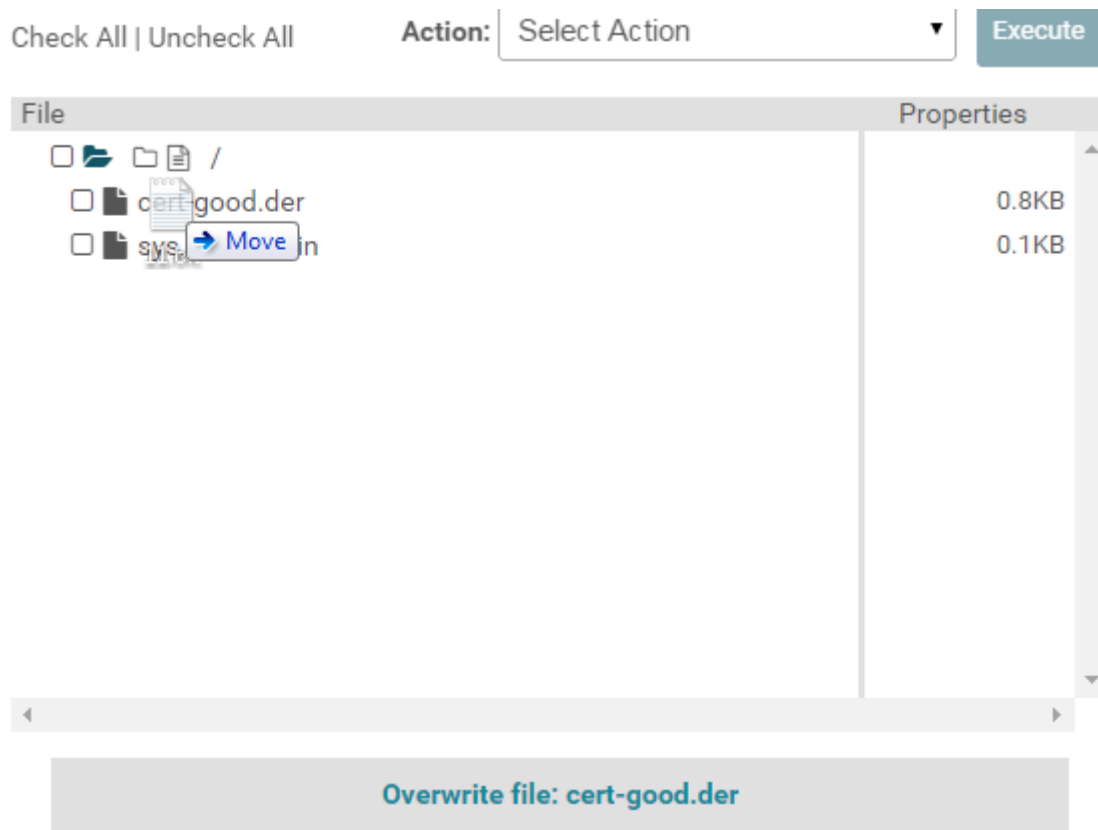 Check All | Uncheck All Action: Select Action Execute
File Properties
/
cert-good.der 0.8KB
Move
0.1KB
Overwrite file: cert-good.der